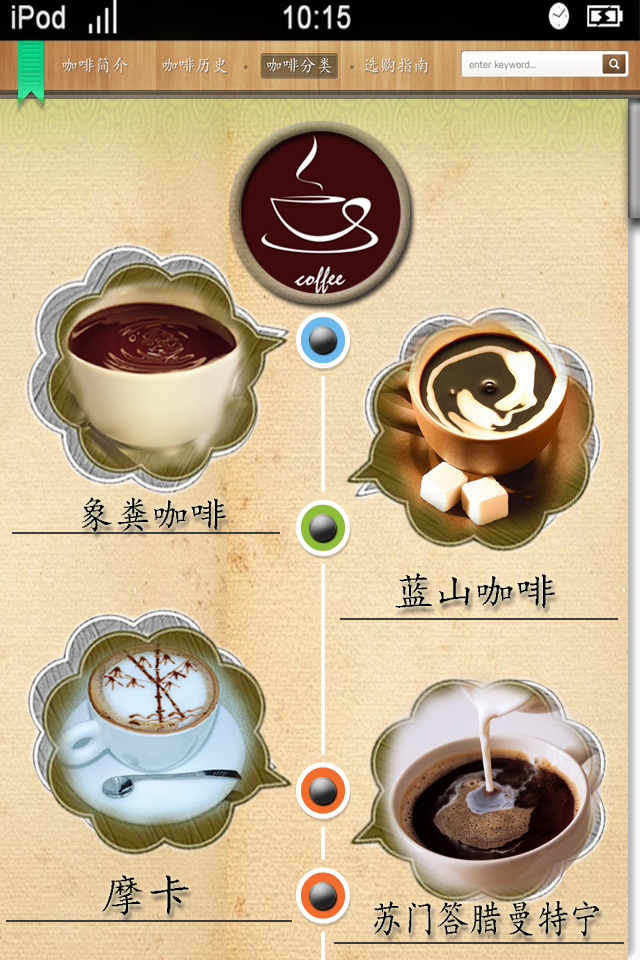 iPod 10:15
咖啡简介 咖啡历史 • 咖啡分类 • 选购指南 enter keyword...
coffee
象粪咖啡
蓝山咖啡
摩卡
苏门答腊曼特宁